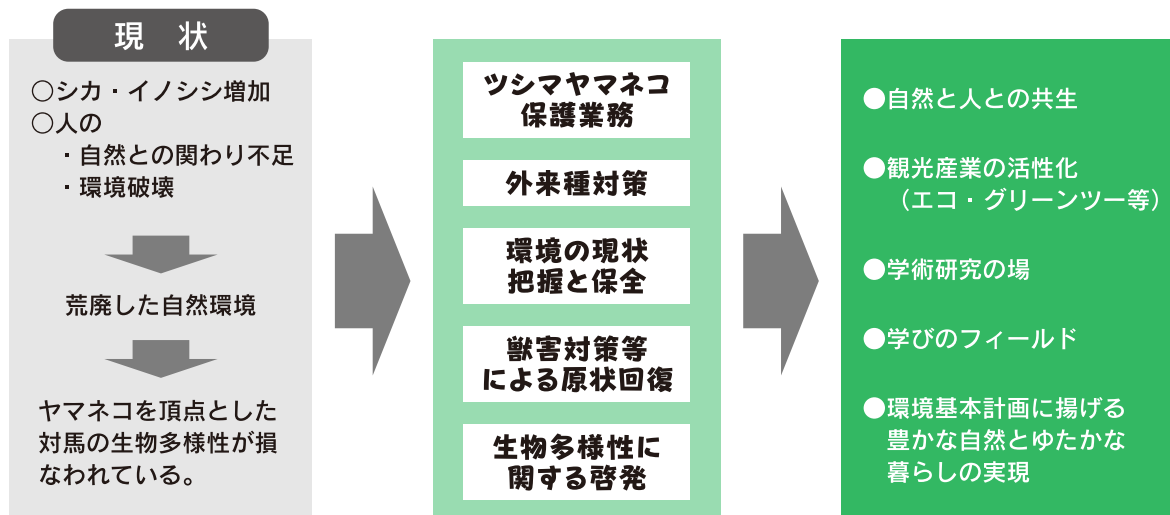 現 状
○シカ・イノシシ増加
○人の
・自然との関わり不足
・環境破壊
荒廃した自然環境
ヤマネコを頂点とした
対馬の生物多様性が損
なわれている。
ツシマヤマネコ
保護業務
外来種対策
環境の現状
把握と保全
獣害対策等
による原状回復
生物多様性に
関する啓発
●自然と人との共生
●観光産業の活性化
（エコ・グリーンツー等）
●学術研究の場
●学びのフィールド
●環境基本計画に揚げる
豊かな自然とゆたかな
暮らしの実現